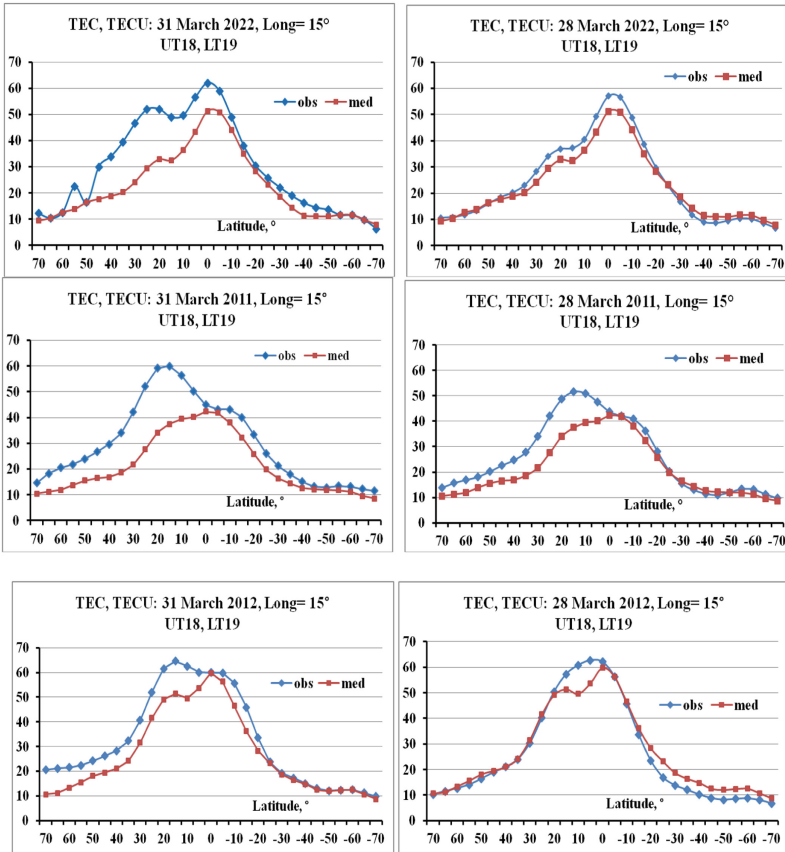 TEC, TECU: 31 March 2022, Long= 15°
UT18, LT19
70
60
50
40
30
20
10
0
obs
med
Latitude, °
70 60 50 40 30 20 10 0 -10 -20 -30 -40 -50 -60 -70
TEC, TECU: 28 March 2022, Long= 15°
UT18, LT19
70
60
50
40
30
20
10
0
obs
med
Latitude, °
70 60 50 40 30 20 10 0 -10 -20 -30 -40 -50 -60 -70
TEC, TECU: 31 March 2011, Long= 15°
UT18, LT19
70
60
50
40
30
20
10
0
obs
med
Latitude, °
70 60 50 40 30 20 10 0 -10 -20 -30 -40 -50 -60 -70
TEC, TECU: 28 March 2011, Long= 15°
UT18, LT19
70
60
50
40
30
20
10
0
obs
med
Latitude, °
70 60 50 40 30 20 10 0 -10 -20 -30 -40 -50 -60 -70
TEC, TECU: 31 March 2012, Long= 15°
UT18, LT19
70
60
50
40
30
20
10
0
obs
med
Latitude, °
70 60 50 40 30 20 10 0 -10 -20 -30 -40 -50 -60 -70
TEC, TECU: 28 March 2012, Long= 15°
UT18, LT19
70
60
50
40
30
20
10
0
obs
med
Latitude, °
70 60 50 40 30 20 10 0 -10 -20 -30 -40 -50 -60 -70